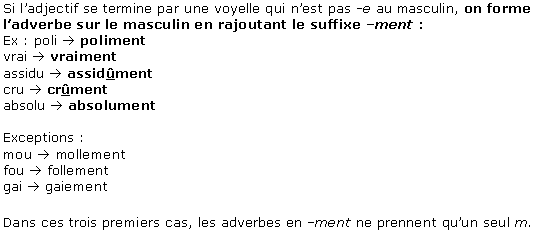 Si l'adjectif se termine par une voyelle qui n'est pas –e au masculin, on forme
l'adverbe sur le masculin en rajoutant le suffixe –ment :
Ex : poli → poliment
vrai → vraiment
assidu → assidûment
cru → crûment
absolu → absolument
Exceptions :
mou → mollement
fou → follement
gai → gaiement
Dans ces trois premiers cas, les adverbes en –ment ne prennent qu'un seul m.